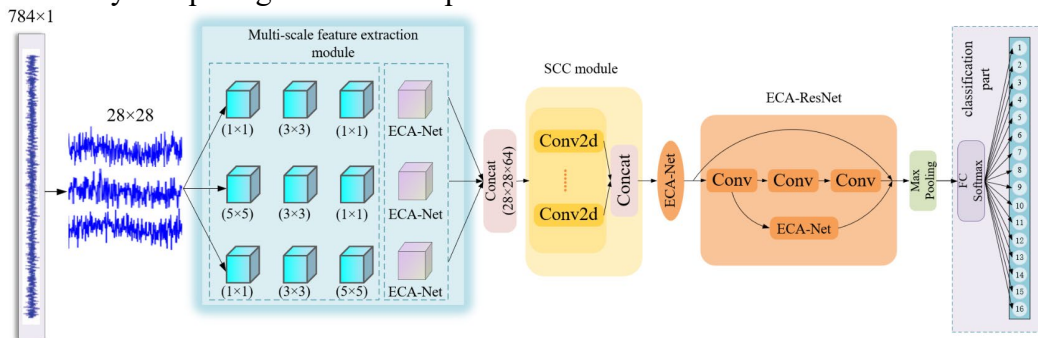 784×1
28×28
Multi-scale feature extraction
module
(1×1)
(3×3)
(1×1)
ECA-Net
(5×5)
(3×3)
(1×1)
ECA-Net
(1×1)
(3×3)
(5×5)
ECA-Net
Concat
(28×28×64)
SCC module
Conv2d
Conv2d
Concat
ECA-Net
ECA-ResNet
Conv
Conv
Conv
ECA-Net
Max
Pooling
FC
Softmax
classification
part
1
2
3
4
5
6
7
8
9
10
11
12
13
14
15
16